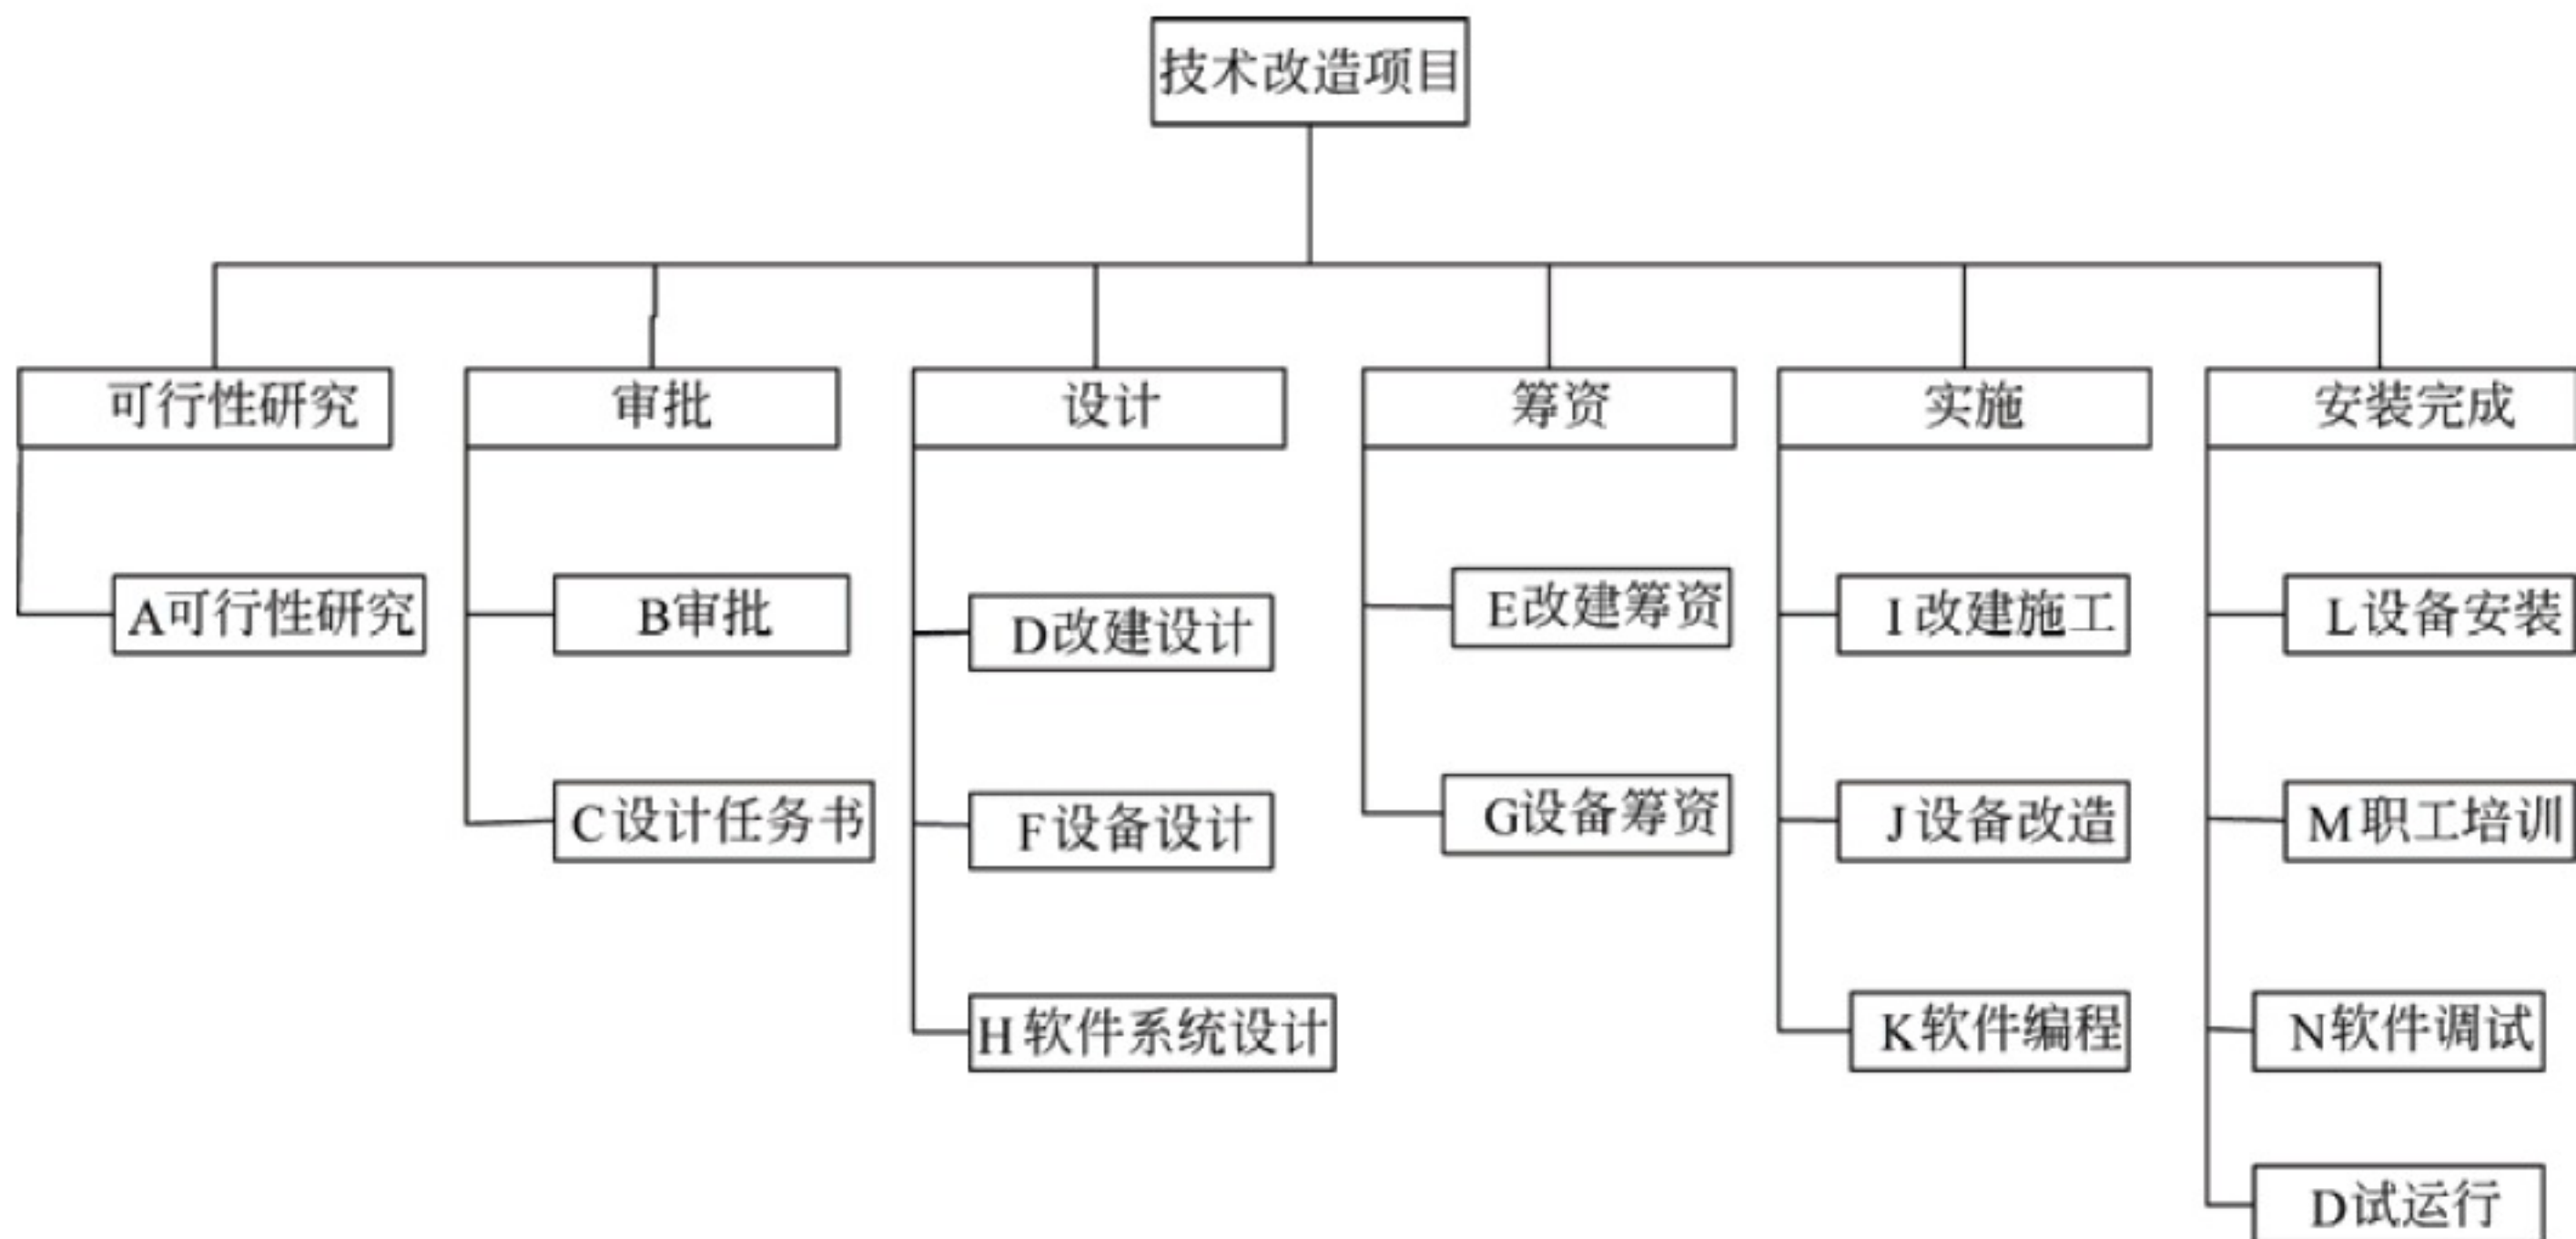 技术改造项目
可行性研究
审批
设计
筹资
实施
安装完成
A可行性研究
B审批
C设计任务书
D改建设计
F设备设计
H软件系统设计
E改建筹资
G设备筹资
I改建施工
J设备改造
K软件编程
L设备安装
M职工培训
N软件调试
D试运行